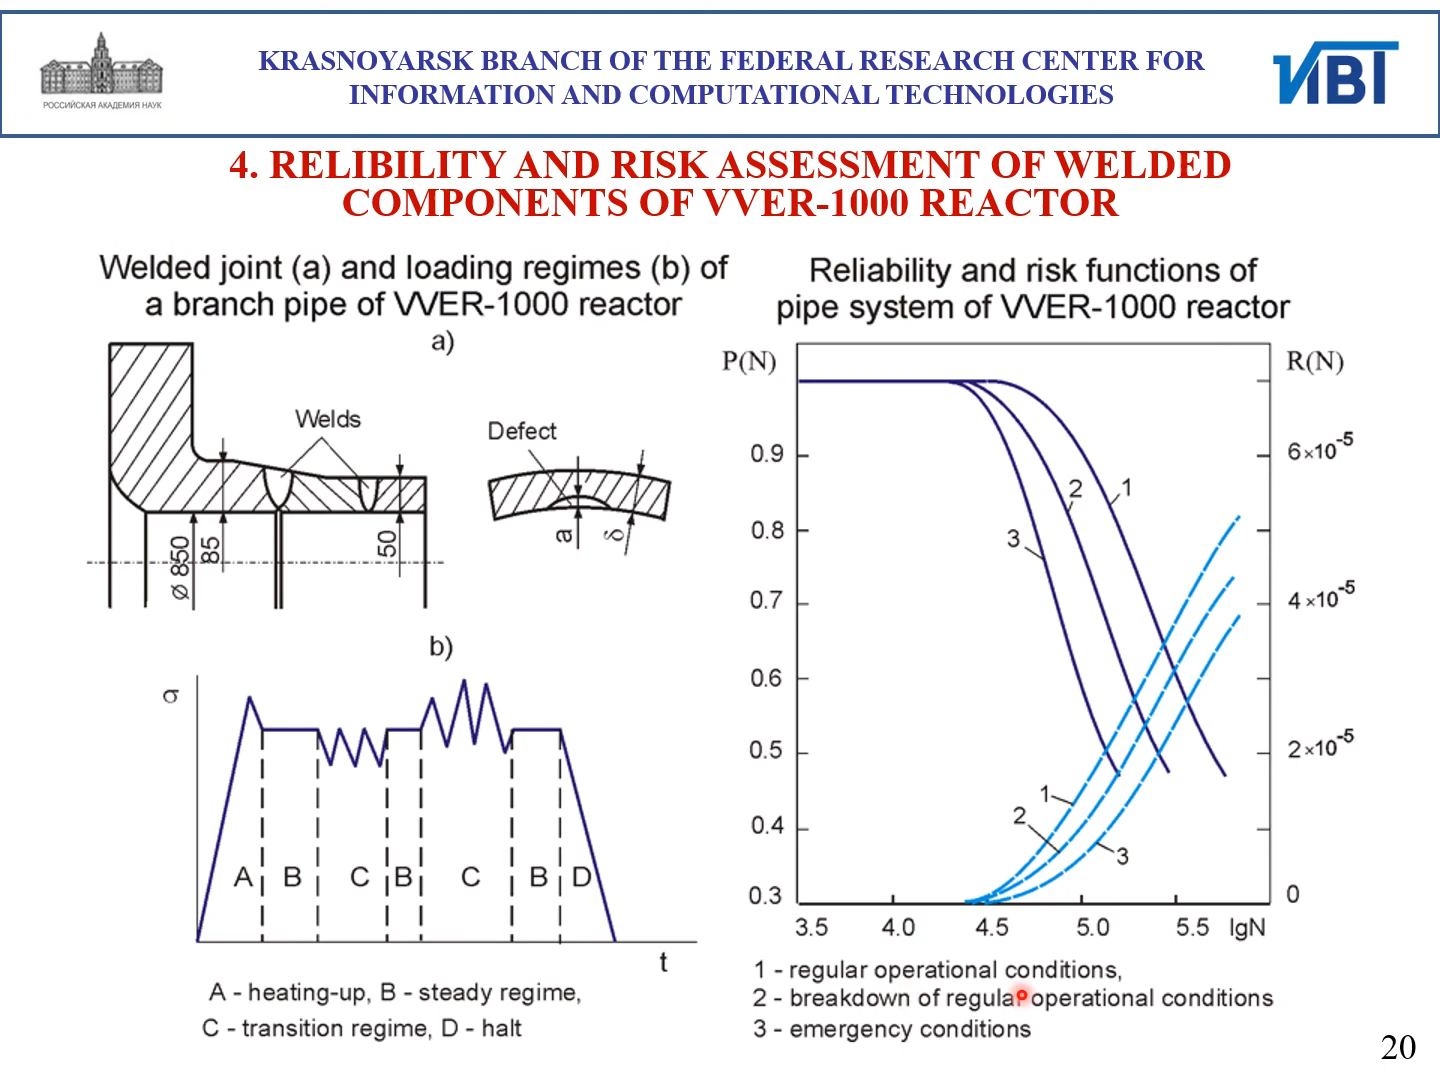 РОССИЙСКАЯ АКАДЕМИЯ НАУК
KRASNOYARSK BRANCH OF THE FEDERAL RESEARCH CENTER FOR
INFORMATION AND COMPUTATIONAL TECHNOLOGIES
4. RELIBILITY AND RISK ASSESSMENT OF WELDED
COMPONENTS OF VVER-1000 REACTOR
Welded joint (a) and loading regimes (b) of
a branch pipe of VVER-1000 reactor
a)
Welds
Defect
Ø 850
85
50
a
δ
b)
σ
A B C B C B D
t
A - heating-up, B - steady regime,
C - transition regime, D - halt
Reliability and risk functions of
pipe system of VVER-1000 reactor
P(N) R(N)
0.9 6×10⁻⁵
2 1
0.8
3
0.7 4×10⁻⁵
0.6
0.5 2×10⁻⁵
1
2
0.4
3
0.3 0
3.5 4.0 4.5 5.0 5.5 lgN
1 - regular operational conditions,
2 - breakdown of regular operational conditions
3 - emergency conditions
20